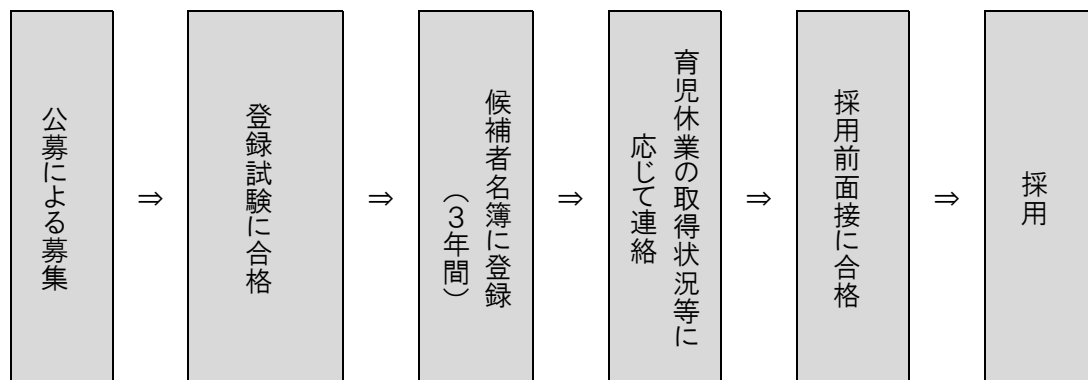 公募による募集
⇒
登録試験に合格
⇒
候補者名簿に登録
（３年間）
⇒
育児休業の取得状況等に
応じて連絡
⇒
採用前面接に合格
⇒
採用